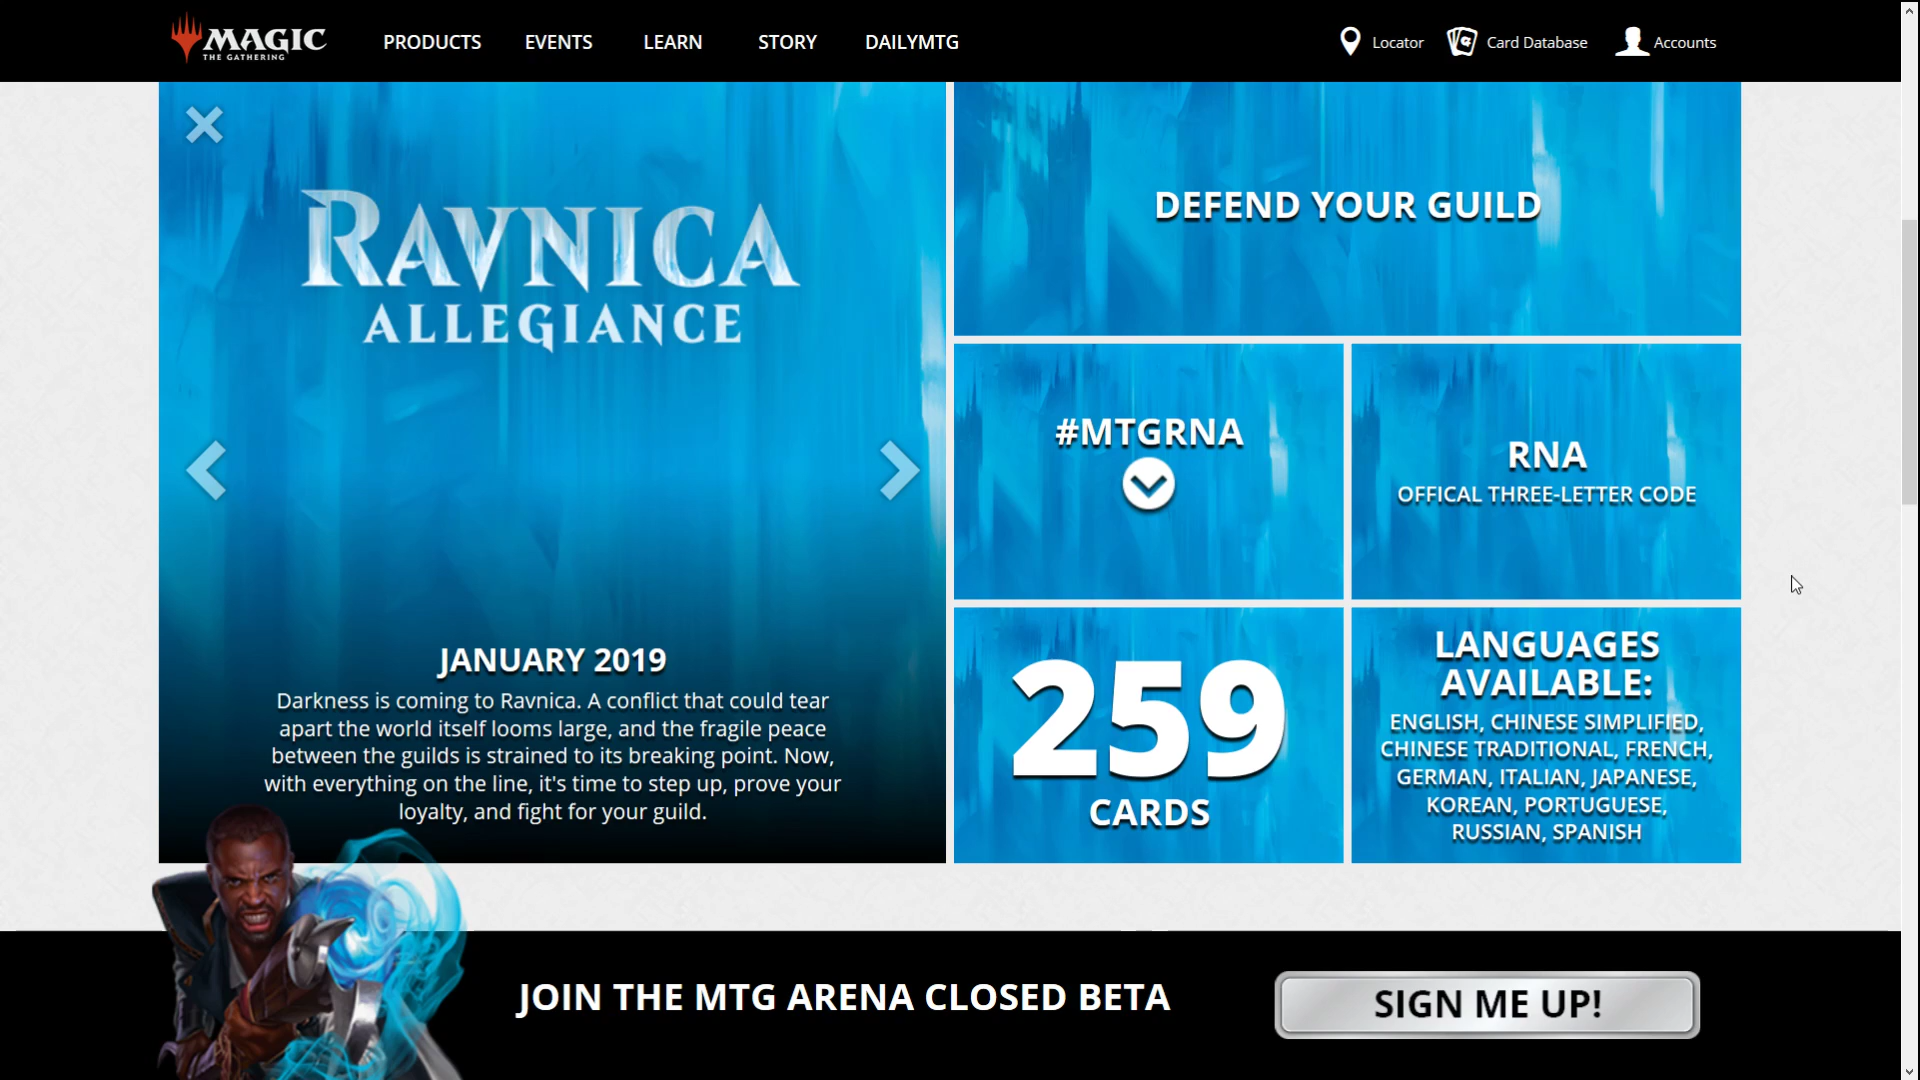 MAGIC
THE GATHERING
PRODUCTS
EVENTS
LEARN
STORY
DAILYMTG
Locator
Card Database
Accounts
RAVNICA
ALLEGIANCE
JANUARY 2019
Darkness is coming to Ravnica. A conflict that could tear
apart the world itself looms large, and the fragile peace
between the guilds is strained to its breaking point. Now,
with everything on the line, it's time to step up, prove your
loyalty, and fight for your guild.
DEFEND YOUR GUILD
#MTGRNA
RNA
OFFICAL THREE-LETTER CODE
259
CARDS
LANGUAGES
AVAILABLE:
ENGLISH, CHINESE SIMPLIFIED,
CHINESE TRADITIONAL, FRENCH,
GERMAN, ITALIAN, JAPANESE,
KOREAN, PORTUGUESE,
RUSSIAN, SPANISH
JOIN THE MTG ARENA CLOSED BETA
SIGN ME UP!